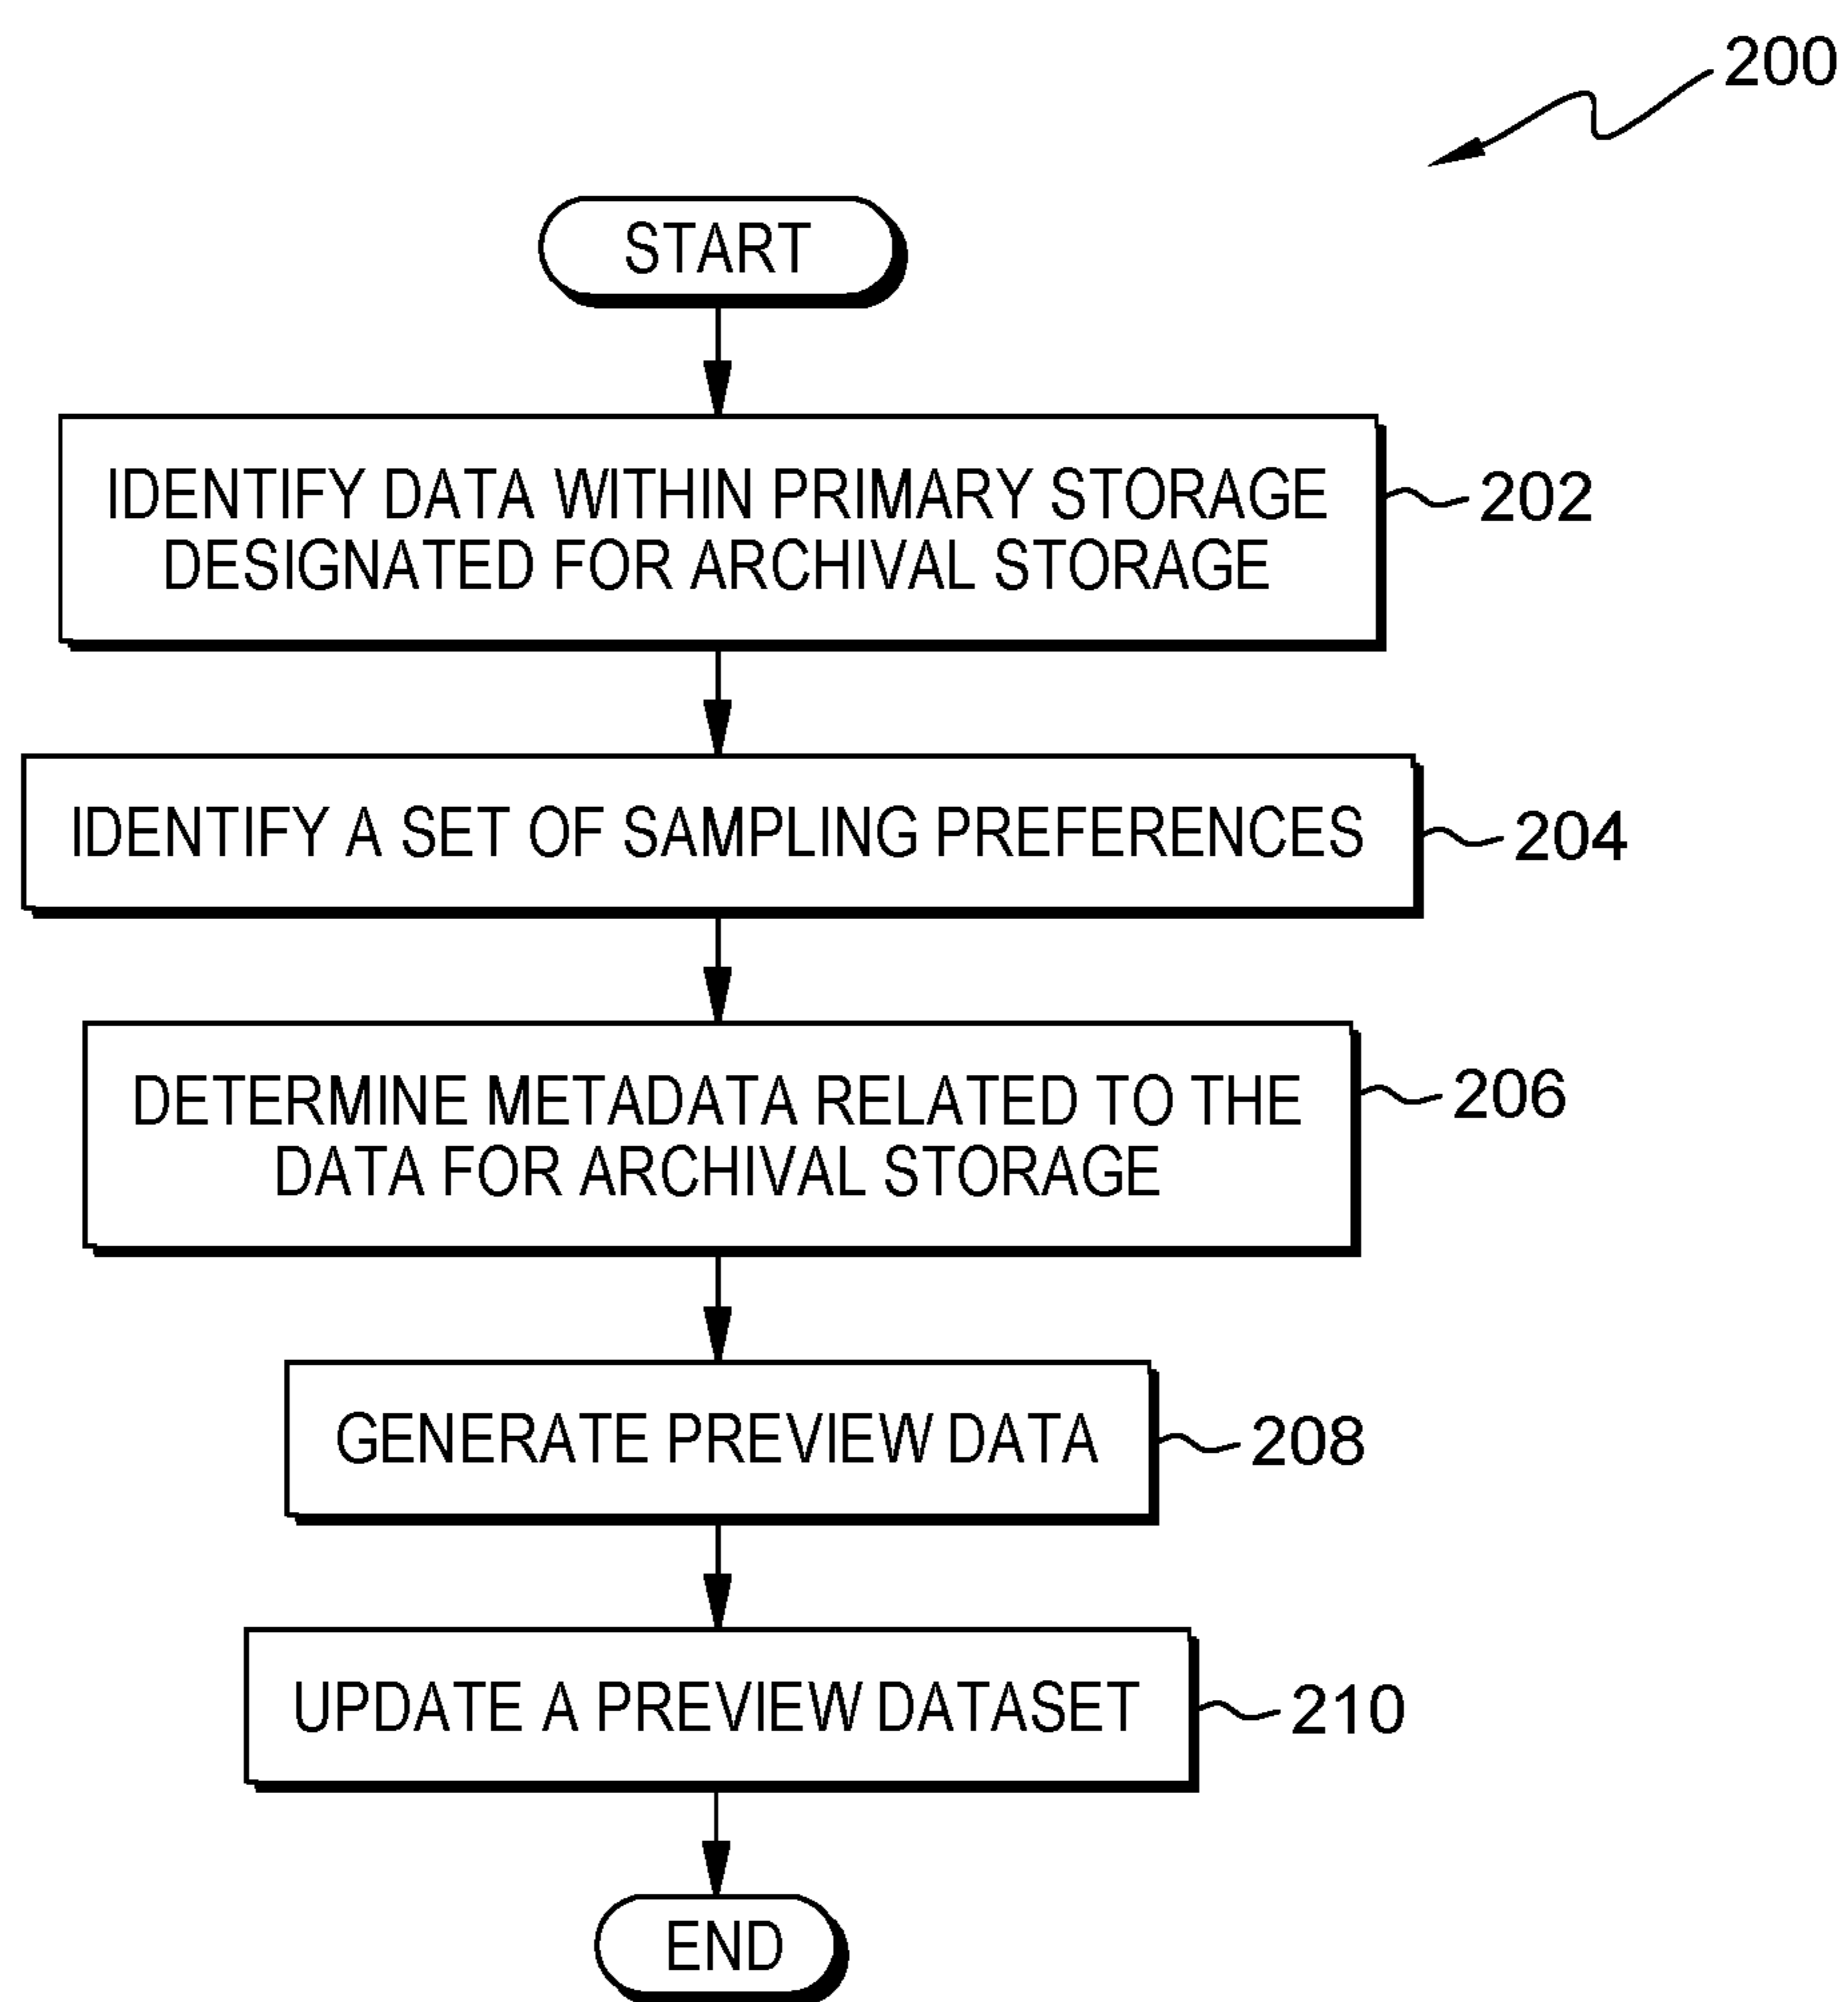 200
START
IDENTIFY DATA WITHIN PRIMARY STORAGE
DESIGNATED FOR ARCHIVAL STORAGE
202
IDENTIFY A SET OF SAMPLING PREFERENCES
204
DETERMINE METADATA RELATED TO THE
DATA FOR ARCHIVAL STORAGE
206
GENERATE PREVIEW DATA
208
UPDATE A PREVIEW DATASET
210
END